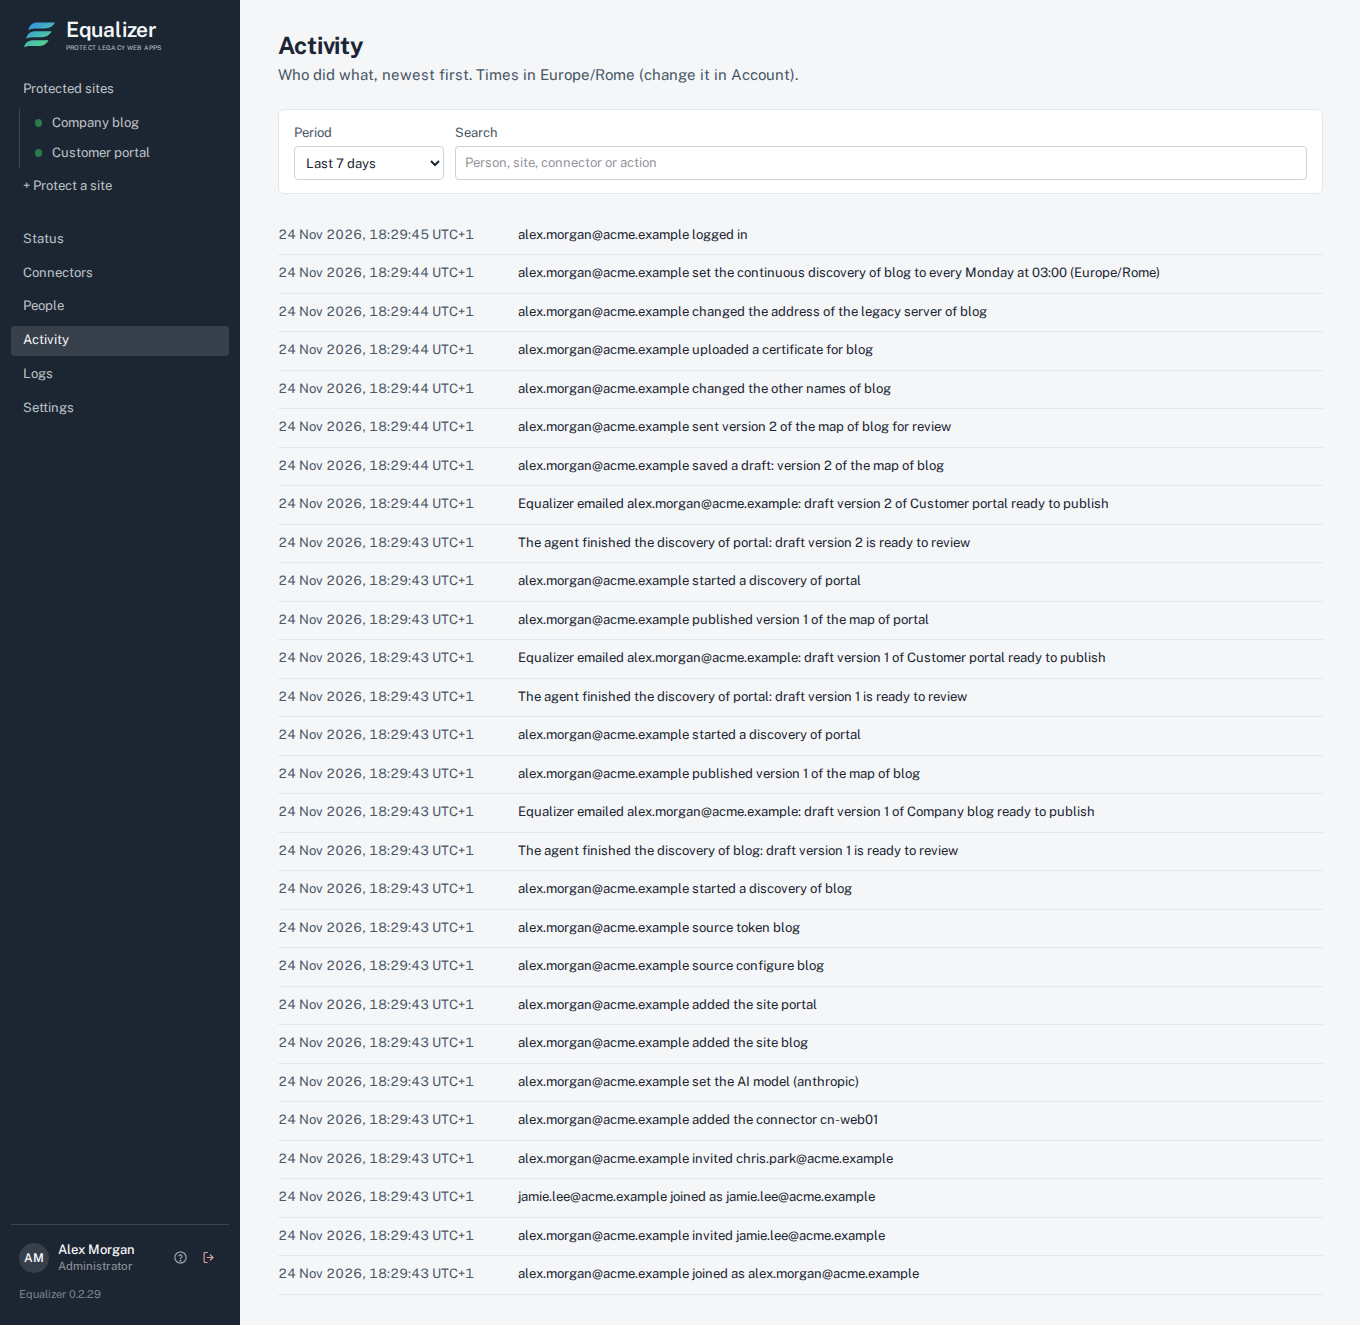 Equalizer
PROTECT LEGACY WEB APPS
Protected sites
Company blog
Customer portal
+ Protect a site
Status
Connectors
People
Activity
Logs
Settings
AM
Alex Morgan
Administrator
Equalizer 0.2.29
Activity
Who did what, newest first. Times in Europe/Rome (change it in Account).
Period
Search
Last 7 days
Person, site, connector or action
24 Nov 2026, 18:29:45 UTC+1 alex.morgan@acme.example logged in
24 Nov 2026, 18:29:44 UTC+1 alex.morgan@acme.example set the continuous discovery of blog to every Monday at 03:00 (Europe/Rome)
24 Nov 2026, 18:29:44 UTC+1 alex.morgan@acme.example changed the address of the legacy server of blog
24 Nov 2026, 18:29:44 UTC+1 alex.morgan@acme.example uploaded a certificate for blog
24 Nov 2026, 18:29:44 UTC+1 alex.morgan@acme.example changed the other names of blog
24 Nov 2026, 18:29:44 UTC+1 alex.morgan@acme.example sent version 2 of the map of blog for review
24 Nov 2026, 18:29:44 UTC+1 alex.morgan@acme.example saved a draft: version 2 of the map of blog
24 Nov 2026, 18:29:44 UTC+1 Equalizer emailed alex.morgan@acme.example: draft version 2 of Customer portal ready to publish
24 Nov 2026, 18:29:43 UTC+1 The agent finished the discovery of portal: draft version 2 is ready to review
24 Nov 2026, 18:29:43 UTC+1 alex.morgan@acme.example started a discovery of portal
24 Nov 2026, 18:29:43 UTC+1 alex.morgan@acme.example published version 1 of the map of portal
24 Nov 2026, 18:29:43 UTC+1 Equalizer emailed alex.morgan@acme.example: draft version 1 of Customer portal ready to publish
24 Nov 2026, 18:29:43 UTC+1 The agent finished the discovery of portal: draft version 1 is ready to review
24 Nov 2026, 18:29:43 UTC+1 alex.morgan@acme.example started a discovery of portal
24 Nov 2026, 18:29:43 UTC+1 alex.morgan@acme.example published version 1 of the map of blog
24 Nov 2026, 18:29:43 UTC+1 Equalizer emailed alex.morgan@acme.example: draft version 1 of Company blog ready to publish
24 Nov 2026, 18:29:43 UTC+1 The agent finished the discovery of blog: draft version 1 is ready to review
24 Nov 2026, 18:29:43 UTC+1 alex.morgan@acme.example started a discovery of blog
24 Nov 2026, 18:29:43 UTC+1 alex.morgan@acme.example source token blog
24 Nov 2026, 18:29:43 UTC+1 alex.morgan@acme.example source configure blog
24 Nov 2026, 18:29:43 UTC+1 alex.morgan@acme.example added the site portal
24 Nov 2026, 18:29:43 UTC+1 alex.morgan@acme.example added the site blog
24 Nov 2026, 18:29:43 UTC+1 alex.morgan@acme.example set the AI model (anthropic)
24 Nov 2026, 18:29:43 UTC+1 alex.morgan@acme.example added the connector cn-web01
24 Nov 2026, 18:29:43 UTC+1 alex.morgan@acme.example invited chris.park@acme.example
24 Nov 2026, 18:29:43 UTC+1 jamie.lee@acme.example joined as jamie.lee@acme.example
24 Nov 2026, 18:29:43 UTC+1 alex.morgan@acme.example invited jamie.lee@acme.example
24 Nov 2026, 18:29:43 UTC+1 alex.morgan@acme.example joined as alex.morgan@acme.example